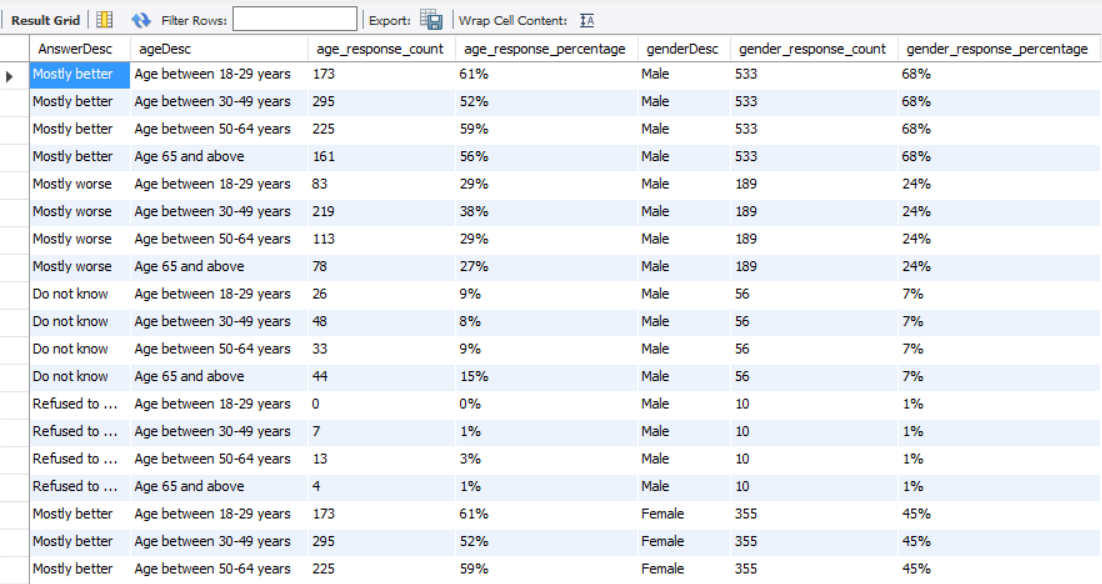 Result Grid Filter Rows: Export: Wrap Cell Content: IA
AnswerDesc ageDesc age_response_count age_response_percentage genderDesc gender_response_count gender_response_percentage
Mostly better Age between 18-29 years 173 61% Male 533 68%
Mostly better Age between 30-49 years 295 52% Male 533 68%
Mostly better Age between 50-64 years 225 59% Male 533 68%
Mostly better Age 65 and above 161 56% Male 533 68%
Mostly worse Age between 18-29 years 83 29% Male 189 24%
Mostly worse Age between 30-49 years 219 38% Male 189 24%
Mostly worse Age between 50-64 years 113 29% Male 189 24%
Mostly worse Age 65 and above 78 27% Male 189 24%
Do not know Age between 18-29 years 26 9% Male 56 7%
Do not know Age between 30-49 years 48 8% Male 56 7%
Do not know Age between 50-64 years 33 9% Male 56 7%
Do not know Age 65 and above 44 15% Male 56 7%
Refused to ... Age between 18-29 years 0 0% Male 10 1%
Refused to ... Age between 30-49 years 7 1% Male 10 1%
Refused to ... Age between 50-64 years 13 3% Male 10 1%
Refused to ... Age 65 and above 4 1% Male 10 1%
Mostly better Age between 18-29 years 173 61% Female 355 45%
Mostly better Age between 30-49 years 295 52% Female 355 45%
Mostly better Age between 50-64 years 225 59% Female 355 45%